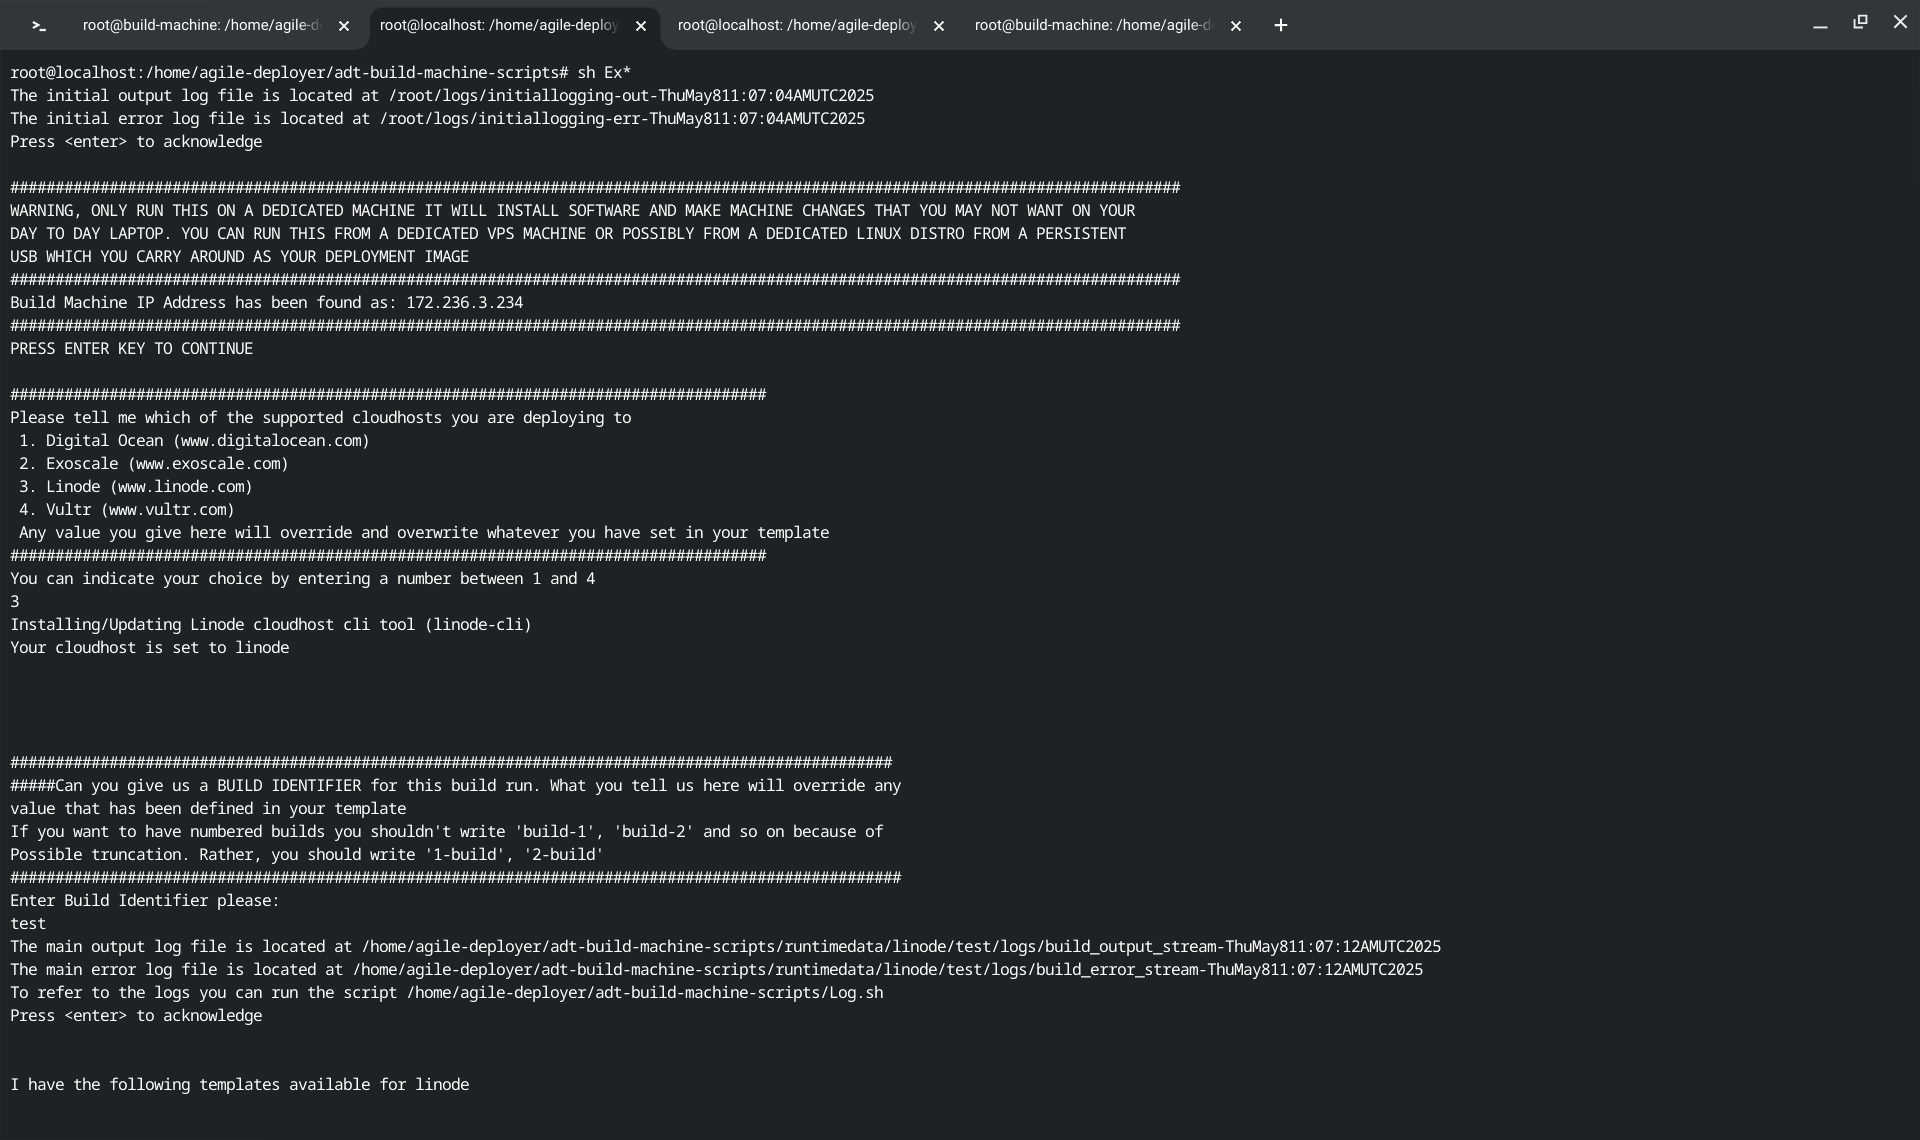 root@build-machine: /home/agile-d
root@localhost: /home/agile-deploy
root@localhost: /home/agile-deploy
root@build-machine: /home/agile-d
root@localhost:/home/agile-deployer/adt-build-machine-scripts# sh Ex*
The initial output log file is located at /root/logs/initiallogging-out-ThuMay811:07:04AMUTC2025
The initial error log file is located at /root/logs/initiallogging-err-ThuMay811:07:04AMUTC2025
Press <enter> to acknowledge
##################################################################################################################################
WARNING, ONLY RUN THIS ON A DEDICATED MACHINE IT WILL INSTALL SOFTWARE AND MAKE MACHINE CHANGES THAT YOU MAY NOT WANT ON YOUR
DAY TO DAY LAPTOP. YOU CAN RUN THIS FROM A DEDICATED VPS MACHINE OR POSSIBLY FROM A DEDICATED LINUX DISTRO FROM A PERSISTENT
USB WHICH YOU CARRY AROUND AS YOUR DEPLOYMENT IMAGE
##################################################################################################################################
Build Machine IP Address has been found as: 172.236.3.234
##################################################################################################################################
PRESS ENTER KEY TO CONTINUE
####################################################################################
Please tell me which of the supported cloudhosts you are deploying to
1. Digital Ocean (www.digitalocean.com)
2. Exoscale (www.exoscale.com)
3. Linode (www.linode.com)
4. Vultr (www.vultr.com)
Any value you give here will override and overwrite whatever you have set in your template
####################################################################################
You can indicate your choice by entering a number between 1 and 4
3
Installing/Updating Linode cloudhost cli tool (linode-cli)
Your cloudhost is set to linode
##################################################################################################
#####Can you give us a BUILD IDENTIFIER for this build run. What you tell us here will override any
value that has been defined in your template
If you want to have numbered builds you shouldn't write 'build-1', 'build-2' and so on because of
Possible truncation. Rather, you should write '1-build', '2-build'
###################################################################################################
Enter Build Identifier please:
test
The main output log file is located at /home/agile-deployer/adt-build-machine-scripts/runtimedata/linode/test/logs/build_output_stream-ThuMay811:07:12AMUTC2025
The main error log file is located at /home/agile-deployer/adt-build-machine-scripts/runtimedata/linode/test/logs/build_error_stream-ThuMay811:07:12AMUTC2025
To refer to the logs you can run the script /home/agile-deployer/adt-build-machine-scripts/Log.sh
Press <enter> to acknowledge
I have the following templates available for linode